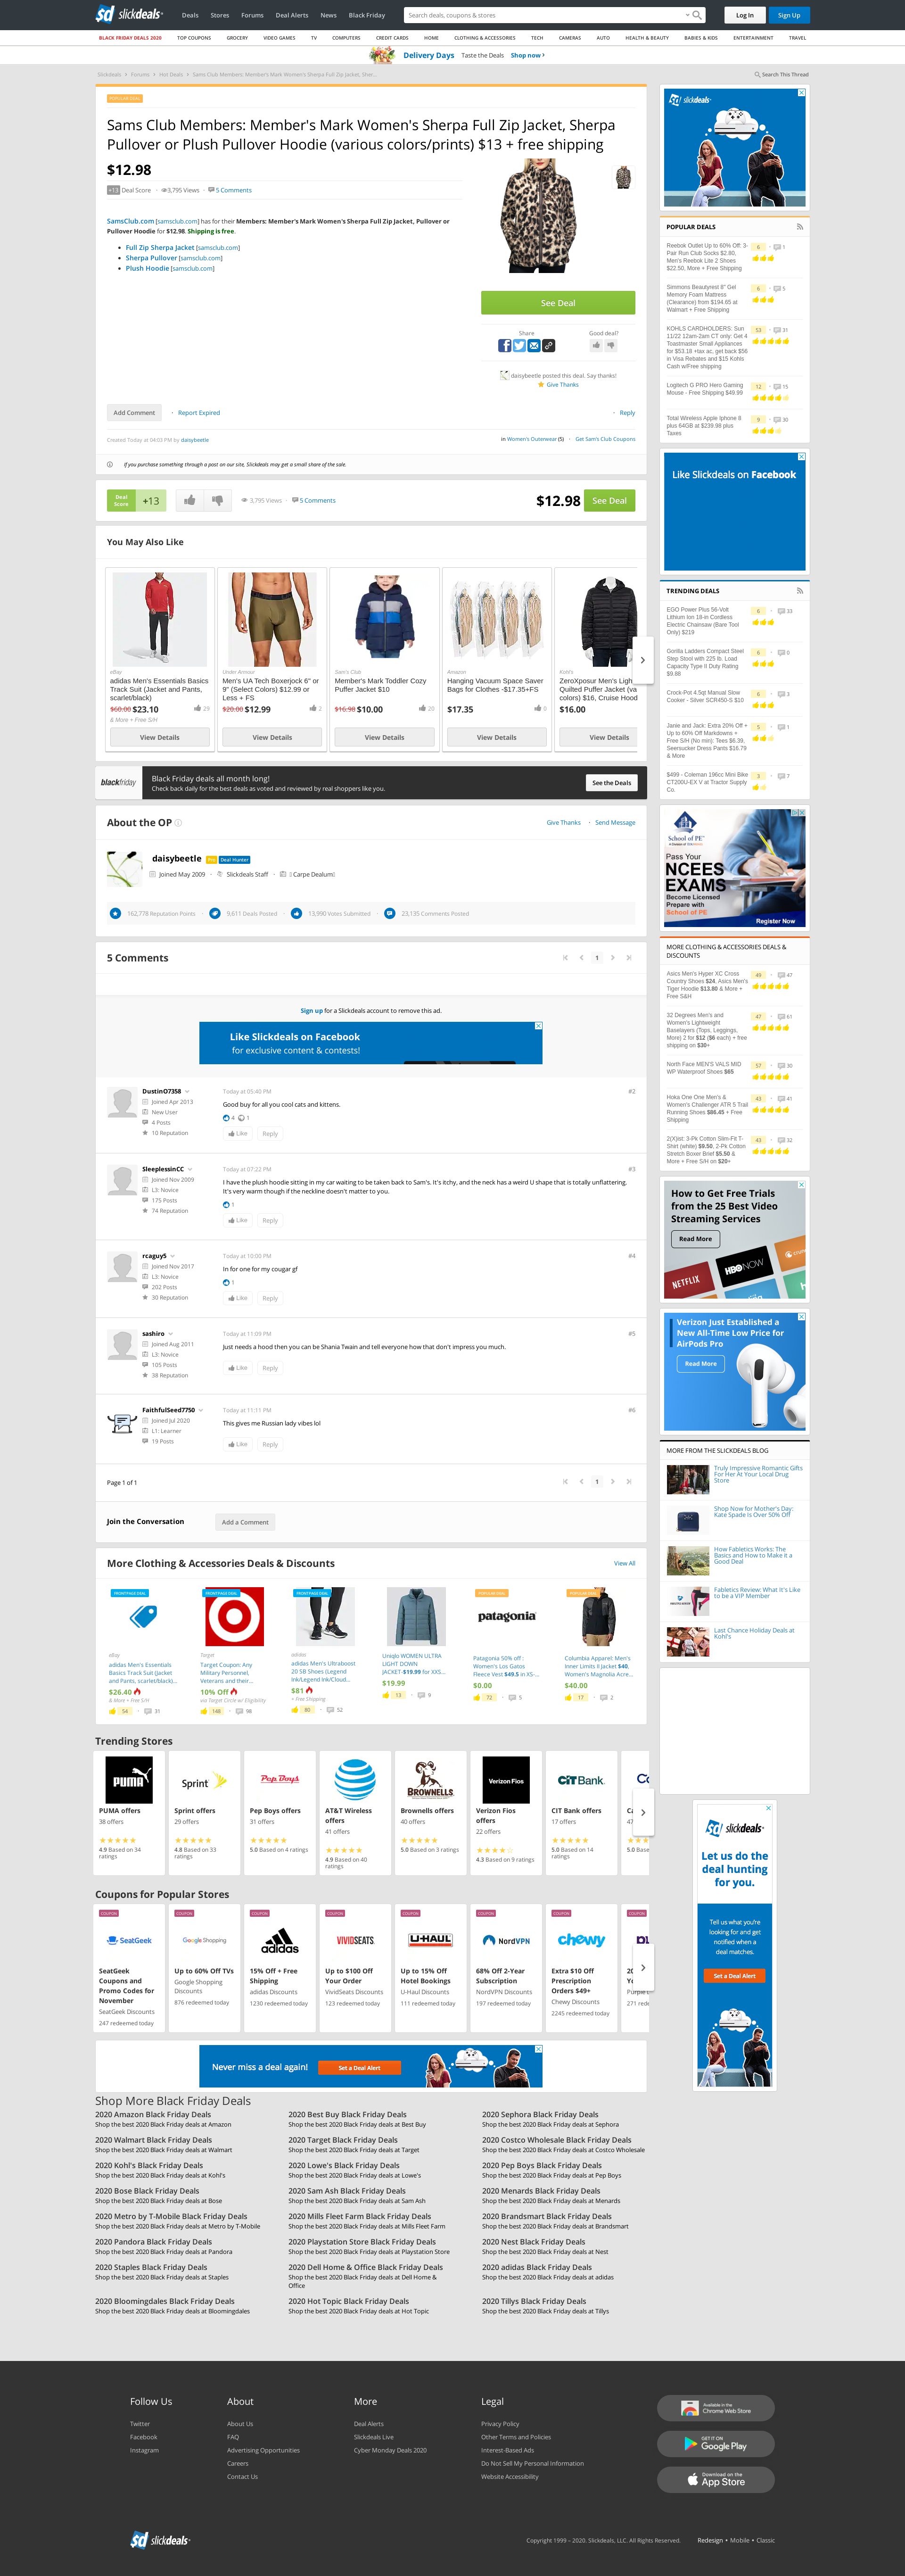 slickdeals
Deals
Stores
Forums
Deal Alerts
News
Black Friday
Search deals, coupons & stores
Log In
Sign Up
BLACK FRIDAY DEALS 2020
TOP COUPONS
GROCERY
VIDEO GAMES
TV
COMPUTERS
CREDIT CARDS
HOME
CLOTHING & ACCESSORIES
TECH
CAMERAS
AUTO
HEALTH & BEAUTY
BABIES & KIDS
ENTERTAINMENT
TRAVEL
Delivery Days Taste the Deals Shop now ›
Slickdeals › Forums › Hot Deals › Sams Club Members: Member's Mark Women's Sherpa Full Zip Jacket, Sher...
Search This Thread
POPULAR DEAL
Sams Club Members: Member's Mark Women's Sherpa Full Zip Jacket, Sherpa
Pullover or Plush Pullover Hoodie (various colors/prints) $13 + free shipping
$12.98
+13 Deal Score 3,795 Views 5 Comments
SamsClub.com [samsclub.com] has for their Members: Member's Mark Women's Sherpa Full Zip Jacket, Pullover or
Pullover Hoodie for $12.98. Shipping is free.
Full Zip Sherpa Jacket [samsclub.com]
Sherpa Pullover [samsclub.com]
Plush Hoodie [samsclub.com]
See Deal
Share
Good deal?
daisybeetle posted this deal. Say thanks!
Give Thanks
Add Comment
Report Expired
Reply
Created Today at 04:03 PM by daisybeetle
in Women's Outerwear (5) Get Sam's Club Coupons
If you purchase something through a post on our site, Slickdeals may get a small share of the sale.
Deal
Score
+13
3,795 Views
5 Comments
$12.98
See Deal
You May Also Like
eBay
adidas Men's Essentials Basics
Track Suit (Jacket and Pants,
scarlet/black)
$60.00 $23.10
29
& More + Free S/H
View Details
Under Armour
Men's UA Tech Boxerjock 6" or
9" (Select Colors) $12.99 or
Less + FS
$20.00 $12.99
2
View Details
Sam's Club
Member's Mark Toddler Cozy
Puffer Jacket $10
$16.98 $10.00
20
View Details
Amazon
Hanging Vacuum Space Saver
Bags for Clothes -$17.35+FS
$17.35
0
View Details
Kohl's
ZeroXposur Men's Ligh
Quilted Puffer Jacket (va
colors) $16, Cruise Hood
$16.00
View Details
blackfriday
Black Friday deals all month long!
Check back daily for the best deals as voted and reviewed by real shoppers like you.
See the Deals
About the OP
Give Thanks
Send Message
daisybeetle Pro Deal Hunter
Joined May 2009 Slickdeals Staff Carpe Dealum
162,778 Reputation Points
9,611 Deals Posted
13,990 Votes Submitted
23,135 Comments Posted
5 Comments
1
Sign up for a Slickdeals account to remove this ad.
Like Slickdeals on Facebook
for exclusive content & contests!
DustinO7358
Joined Apr 2013
New User
4 Posts
10 Reputation
Today at 05:40 PM
#2
Good buy for all you cool cats and kittens.
4 1
Like
Reply
SleeplessinCC
Joined Nov 2009
L3: Novice
175 Posts
74 Reputation
Today at 07:22 PM
#3
I have the plush hoodie sitting in my car waiting to be taken back to Sam's. It's itchy, and the neck has a weird U shape that is totally unflattering.
It's very warm though if the neckline doesn't matter to you.
1
Like
Reply
rcaguy5
Joined Nov 2017
L3: Novice
202 Posts
30 Reputation
Today at 10:00 PM
#4
In for one for my cougar gf
1
Like
Reply
sashiro
Joined Aug 2011
L3: Novice
105 Posts
38 Reputation
Today at 11:09 PM
#5
Just needs a hood then you can be Shania Twain and tell everyone how that don't impress you much.
Like
Reply
FaithfulSeed7750
Joined Jul 2020
L1: Learner
19 Posts
Today at 11:11 PM
#6
This gives me Russian lady vibes lol
Like
Reply
Page 1 of 1
1
Join the Conversation
Add a Comment
More Clothing & Accessories Deals & Discounts
View All
FRONTPAGE DEAL
eBay
adidas Men's Essentials
Basics Track Suit (Jacket
and Pants, scarlet/black)...
$26.40
& More + Free S/H
54 31
FRONTPAGE DEAL
Target
Target Coupon: Any
Military Personnel,
Veterans and their...
10% Off
via Target Circle w/ Eligibility
148 98
FRONTPAGE DEAL
adidas
adidas Men's Ultraboost
20 SB Shoes (Legend
Ink/Legend Ink/Cloud...
$81
+ Free Shipping
80 52
Uniqlo WOMEN ULTRA
LIGHT DOWN
JACKET-$19.99 for XXS...
$19.99
13 9
POPULAR DEAL
patagonia
Patagonia 50% off :
Women's Los Gatos
Fleece Vest $49.5 in XS-...
$0.00
72 5
POPULAR DEAL
Columbia Apparel: Men's
Inner Limits II Jacket $40,
Women's Magnolia Acre...
$40.00
17 2
Trending Stores
PUMA
PUMA offers
38 offers
4.9 Based on 34
ratings
Sprint
Sprint offers
29 offers
4.8 Based on 33
ratings
Pep Boys
Pep Boys offers
31 offers
5.0 Based on 4 ratings
AT&T Wireless
offers
41 offers
4.9 Based on 40
ratings
BROWNELLS
Brownells offers
40 offers
5.0 Based on 3 ratings
Verizon Fios
Verizon Fios
offers
22 offers
4.3 Based on 9 ratings
CIT Bank
CIT Bank offers
17 offers
5.0 Based on 14
ratings
Ca
47
5.0 Base
Coupons for Popular Stores
COUPON
SeatGeek
SeatGeek
Coupons and
Promo Codes for
November
SeatGeek Discounts
247 redeemed today
COUPON
Google Shopping
Up to 60% Off TVs
Google Shopping
Discounts
876 redeemed today
COUPON
adidas
15% Off + Free
Shipping
adidas Discounts
1230 redeemed today
COUPON
VIVIDSEATS
Up to $100 Off
Your Order
VividSeats Discounts
123 redeemed today
COUPON
U-HAUL
Up to 15% Off
Hotel Bookings
U-Haul Discounts
111 redeemed today
COUPON
NordVPN
68% Off 2-Year
Subscription
NordVPN Discounts
197 redeemed today
COUPON
chewy
Extra $10 Off
Prescription
Orders $49+
Chewy Discounts
2245 redeemed today
COUPON
20
Yo
Purple
271 rede
Never miss a deal again!
Set a Deal Alert
Shop More Black Friday Deals
2020 Amazon Black Friday Deals
Shop the best 2020 Black Friday deals at Amazon
2020 Best Buy Black Friday Deals
Shop the best 2020 Black Friday deals at Best Buy
2020 Sephora Black Friday Deals
Shop the best 2020 Black Friday deals at Sephora
2020 Walmart Black Friday Deals
Shop the best 2020 Black Friday deals at Walmart
2020 Target Black Friday Deals
Shop the best 2020 Black Friday deals at Target
2020 Costco Wholesale Black Friday Deals
Shop the best 2020 Black Friday deals at Costco Wholesale
2020 Kohl's Black Friday Deals
Shop the best 2020 Black Friday deals at Kohl's
2020 Lowe's Black Friday Deals
Shop the best 2020 Black Friday deals at Lowe's
2020 Pep Boys Black Friday Deals
Shop the best 2020 Black Friday deals at Pep Boys
2020 Bose Black Friday Deals
Shop the best 2020 Black Friday deals at Bose
2020 Sam Ash Black Friday Deals
Shop the best 2020 Black Friday deals at Sam Ash
2020 Menards Black Friday Deals
Shop the best 2020 Black Friday deals at Menards
2020 Metro by T-Mobile Black Friday Deals
Shop the best 2020 Black Friday deals at Metro by T-Mobile
2020 Mills Fleet Farm Black Friday Deals
Shop the best 2020 Black Friday deals at Mills Fleet Farm
2020 Brandsmart Black Friday Deals
Shop the best 2020 Black Friday deals at Brandsmart
2020 Pandora Black Friday Deals
Shop the best 2020 Black Friday deals at Pandora
2020 Playstation Store Black Friday Deals
Shop the best 2020 Black Friday deals at Playstation Store
2020 Nest Black Friday Deals
Shop the best 2020 Black Friday deals at Nest
2020 Staples Black Friday Deals
Shop the best 2020 Black Friday deals at Staples
2020 Dell Home & Office Black Friday Deals
Shop the best 2020 Black Friday deals at Dell Home &
Office
2020 adidas Black Friday Deals
Shop the best 2020 Black Friday deals at adidas
2020 Bloomingdales Black Friday Deals
Shop the best 2020 Black Friday deals at Bloomingdales
2020 Hot Topic Black Friday Deals
Shop the best 2020 Black Friday deals at Hot Topic
2020 Tillys Black Friday Deals
Shop the best 2020 Black Friday deals at Tillys
slickdeals
POPULAR DEALS
Reebok Outlet Up to 60% Off: 3-
Pair Run Club Socks $2.80,
Men's Reebok Lite 2 Shoes
$22.50, More + Free Shipping
6 1
Simmons Beautyrest 8" Gel
Memory Foam Mattress
(Clearance) from $194.65 at
Walmart + Free Shipping
6 5
KOHLS CARDHOLDERS: Sun
11/22 12am-2am CT only: Get 4
Toastmaster Small Appliances
for $53.18 +tax ac, get back $56
in Visa Rebates and $15 Kohls
Cash w/Free shipping
53 31
Logitech G PRO Hero Gaming
Mouse - Free Shipping $49.99
12 15
Total Wireless Apple Iphone 8
plus 64GB at $239.98 plus
Taxes
9 30
Like Slickdeals on Facebook
TRENDING DEALS
EGO Power Plus 56-Volt
Lithium Ion 18-in Cordless
Electric Chainsaw (Bare Tool
Only) $219
6 33
Gorilla Ladders Compact Steel
Step Stool with 225 lb. Load
Capacity Type II Duty Rating
$9.88
6 0
Crock-Pot 4.5qt Manual Slow
Cooker - Silver SCR450-S $10
6 3
Janie and Jack: Extra 20% Off +
Up to 60% Off Markdowns +
Free S/H (No min): Tees $6.39,
Seersucker Dress Pants $16.79
& More
5 1
$499 - Coleman 196cc Mini Bike
CT200U-EX V at Tractor Supply
Co.
3 7
School of PE
Pass Your
NCEES
EXAMS
Become Licensed
Prepare with
School of PE
Register Now
MORE CLOTHING & ACCESSORIES DEALS &
DISCOUNTS
Asics Men's Hyper XC Cross
Country Shoes $24, Asics Men's
Tiger Hoodie $13.80 & More +
Free S&H
49 47
32 Degrees Men's and
Women's Lightweight
Baselayers (Tops, Leggings,
More) 2 for $12 ($6 each) + free
shipping on $30+
47 61
North Face MEN'S VALS MID
WP Waterproof Shoes $65
57 30
Hoka One One Men's &
Women's Challenger ATR 5 Trail
Running Shoes $86.45 + Free
Shipping
43 41
2(X)ist: 3-Pk Cotton Slim-Fit T-
Shirt (white) $9.50, 2-Pk Cotton
Stretch Boxer Brief $5.50 &
More + Free S/H on $20+
43 32
How to Get Free Trials
from the 25 Best Video
Streaming Services
Read More
NETFLIX
HBO NOW
Verizon Just Established a
New All-Time Low Price for
AirPods Pro
Read More
MORE FROM THE SLICKDEALS BLOG
Truly Impressive Romantic Gifts
For Her At Your Local Drug
Store
Shop Now for Mother's Day:
Kate Spade Is Over 50% Off
How Fabletics Works: The
Basics and How to Make it a
Good Deal
Fabletics Review: What It's Like
to be a VIP Member
Last Chance Holiday Deals at
Kohl's
slickdeals
Let us do the
deal hunting
for you.
Tell us what you're
looking for and get
notified when a
deal matches.
Set a Deal Alert
Follow Us
Twitter
Facebook
Instagram
About
About Us
FAQ
Advertising Opportunities
Careers
Contact Us
More
Deal Alerts
Slickdeals Live
Cyber Monday Deals 2020
Legal
Privacy Policy
Other Terms and Policies
Interest-Based Ads
Do Not Sell My Personal Information
Website Accessibility
Available in the
Chrome Web Store
GET IT ON
Google Play
Download on the
App Store
slickdeals
Copyright 1999 – 2020. Slickdeals, LLC. All Rights Reserved.
Redesign • Mobile • Classic